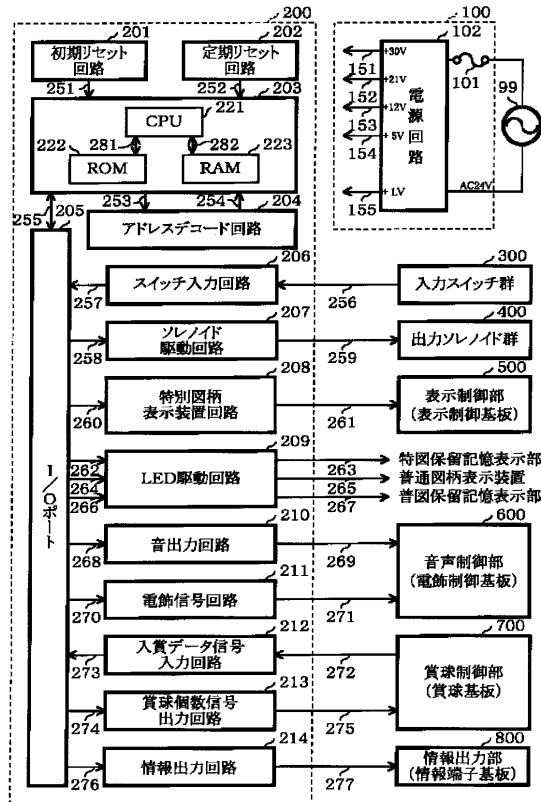 200
100
201
202
102
初期リセット
回路
定期リセット
回路
251
252
203
+30V
151
+21V
152
+12V
153
+5V
154
155
電源回路
101
99
AC24V
221
CPU
222
281
282
223
ROM
RAM
255
205
253
254
204
アドレスデコード回路
206
300
スイッチ入力回路
入力スイッチ群
257
256
207
400
ソレノイド
駆動回路
出力ソレノイド群
258
259
208
500
特別図柄
表示装置回路
表示制御部
(表示制御基板)
260
261
209
I/Oポート
262
264
266
LED駆動回路
263
265
267
特図保留記憶表示部
普通図柄表示装置
普図保留記憶表示部
210
600
音出力回路
268
269
音声制御部
(電飾制御基板)
211
電飾信号回路
270
271
212
700
入賞データ信号
入力回路
273
272
賞球制御部
(賞球基板)
213
賞球個数信号
出力回路
274
275
214
800
情報出力回路
情報出力部
(情報端子基板)
276
277